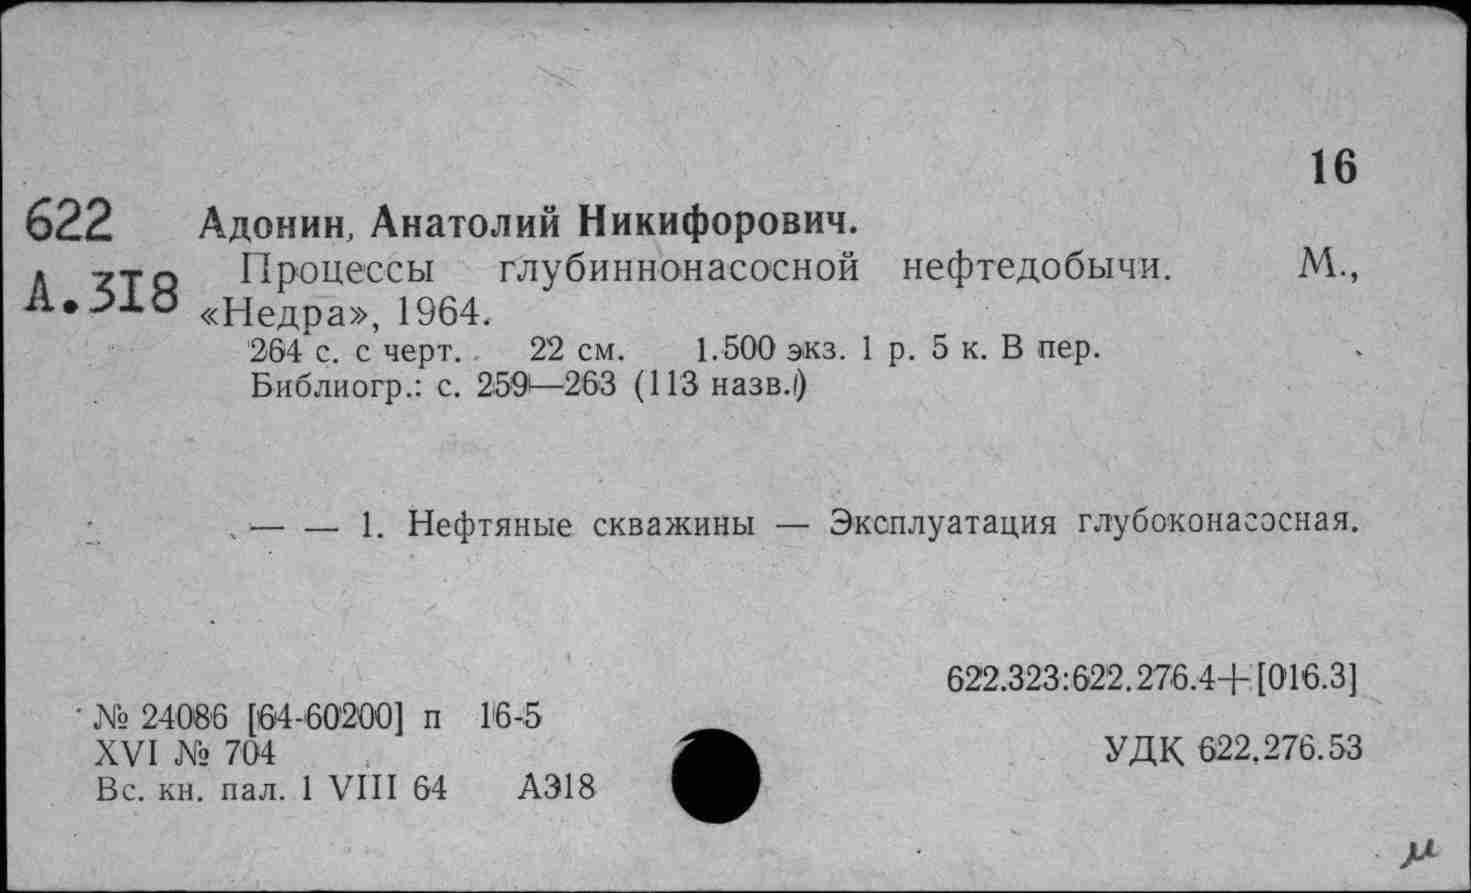 16
622 Адонин, Анатолий Никифорович.
А.318 Процессы глубиннонасосной нефтедобычи. М.,
«Недра», 1964.
264 с. с черт. 22 см. 1.500 экз. 1 р. 5 к. В пер.
Библиогр.: с. 259—263 (113 назв.)
— — 1. Нефтяные скважины — Эксплуатация глубоконасосная.
622.323:622.276.4+[016.3]
№ 24086 [64-60200] п 16-5
XVI № 704
УДК 622.276.53
Вс. кн. пал. 1 VIII 64 АЭ18